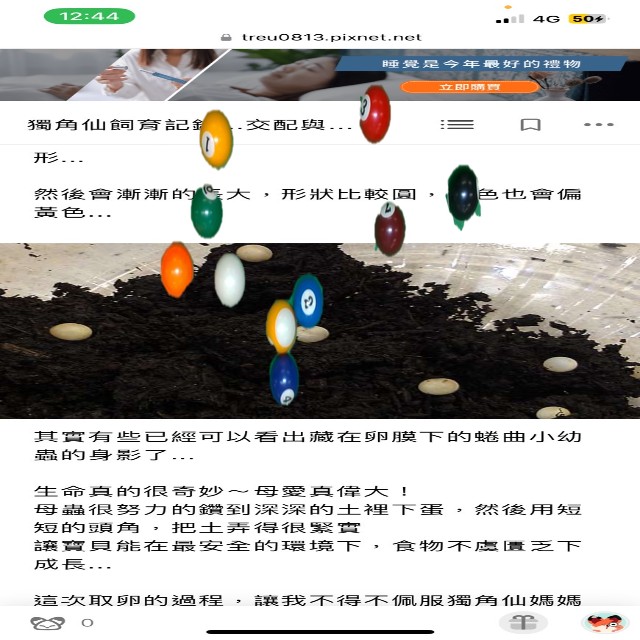 12:44
4G 50
treu0813.pixnet.net
睡覺是今年最好的禮物
立即購買
獨角仙飼育記錄...交配與...
形...
然後會漸漸的長大，形狀比較圓，色也會偏
黃色...
其實有些已經可以看出藏在卵膜下的蜷曲小幼
蟲的身影了...
生命真的很奇妙～母愛真偉大！
母蟲很努力的鑽到深深的土裡下蛋，然後用短
短的頭角，把土弄得很緊實
讓寶貝能在最安全的環境下，食物不虞匱乏下
成長...
這次取卵的過程，讓我不得不佩服獨角仙媽媽
0